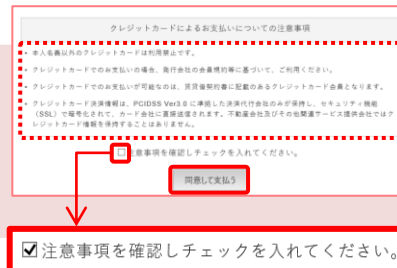 クレジットカードによるお支払いについての注意事項
・本人名義以外のクレジットカードは利用禁止です。
・クレジットカードでのお支払いの場合、発行会社の会員規約等に基づいて、ご利用ください。
・クレジットカードでのお支払いが可能なのは、賃貸借契約書に記載のあるクレジットカード会員となります。
・クレジットカード決済情報は、PCIDSS Ver3.0 に準拠した決済代行会社のみが保持し、セキュリティ機能
（SSL）で暗号化されて、カード会社に直接送信されます。不動産会社及びその他関連サービス提供会社ではク
レジットカード情報を保持することはありません。
□注意事項を確認しチェックを入れてください。
同意して支払う
☑注意事項を確認しチェックを入れてください。